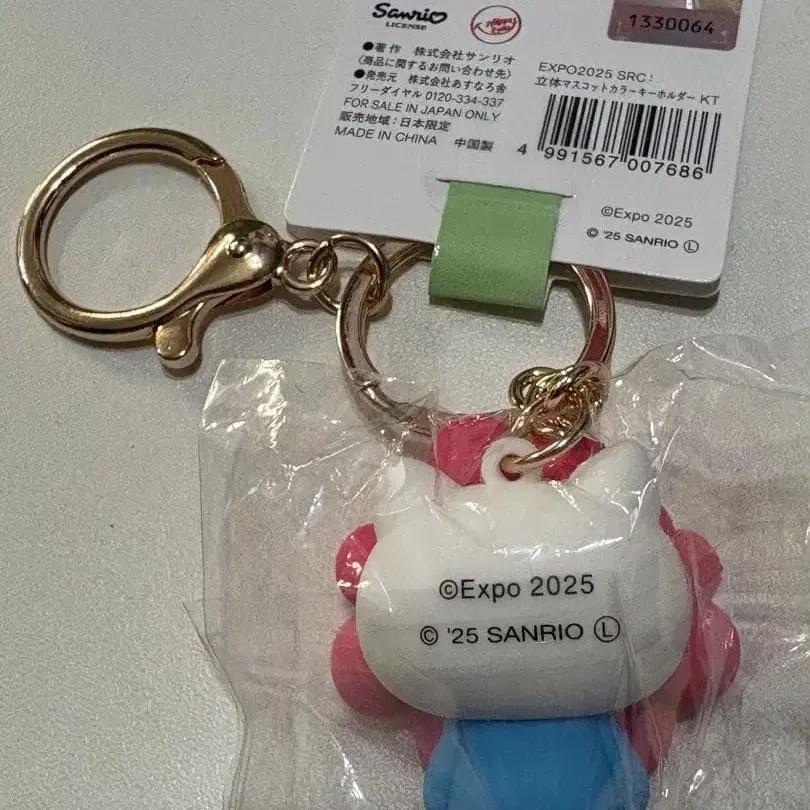 Sanrio
LICENSE
HAPPY
1330064
●著作 株式会社サンリオ
(商品に関するお問い合わせ先)
●発売元 株式会社あすなろ舎
フリーダイヤル 0120-334-337
FOR SALE IN JAPAN ONLY
販売地域:日本限定
MADE IN CHINA 中国製
EXPO2025 SRC:
立体マスコットカラーキーホルダー KT
4 991567 007686
©Expo 2025
© '25 SANRIO Ⓛ
©Expo 2025
© '25 SANRIO Ⓛ